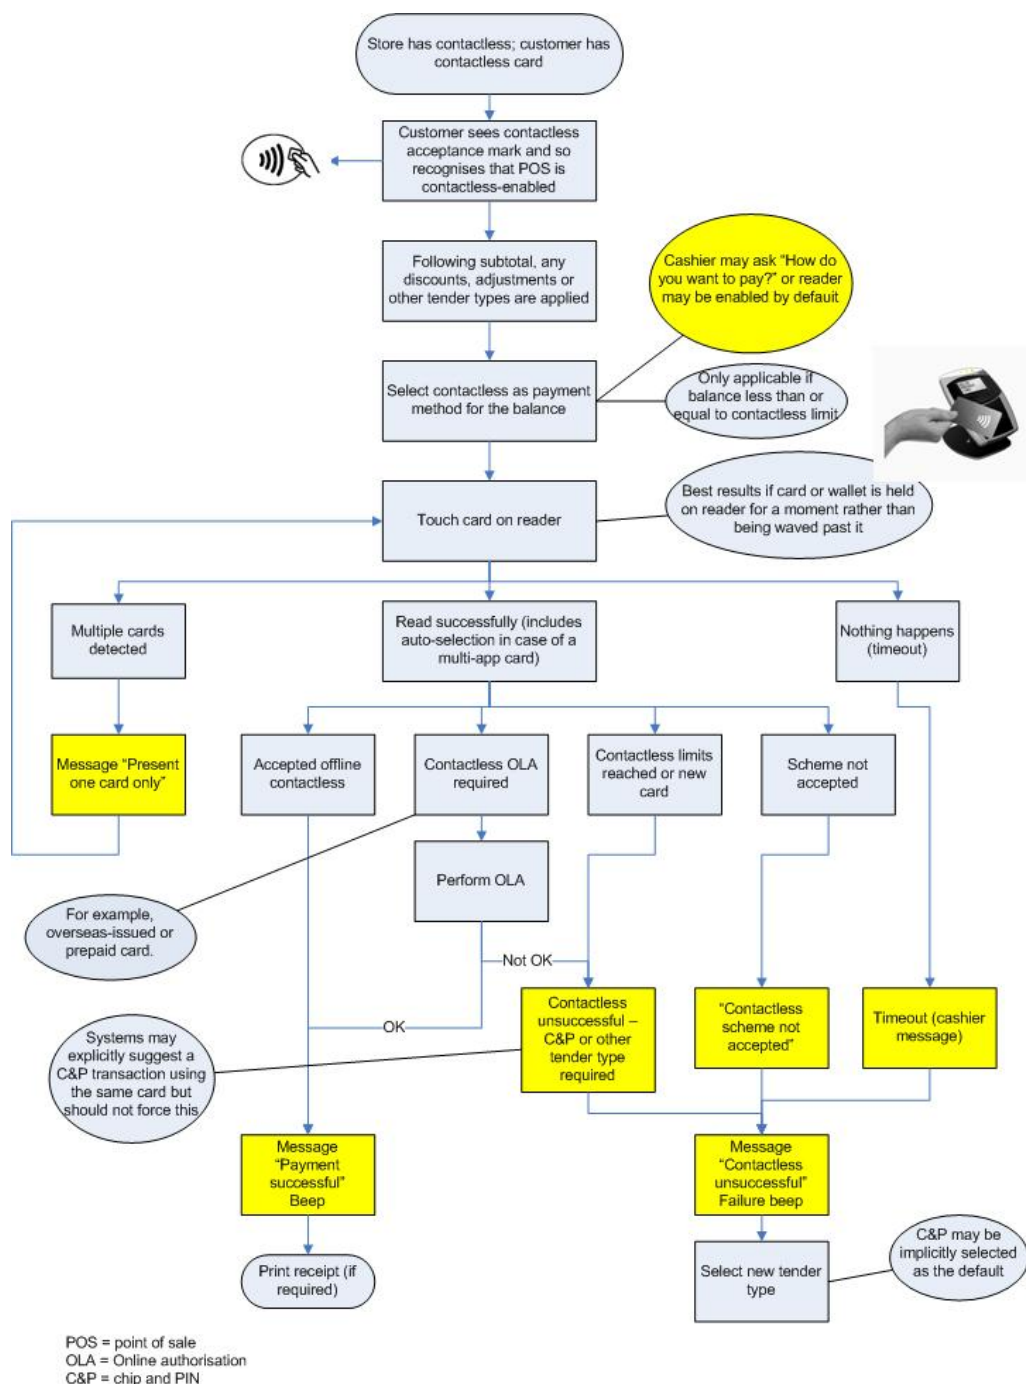 Store has contactless; customer has
contactless card
Customer sees contactless
acceptance mark and so
recognises that POS is
contactless-enabled
Following subtotal, any
discounts, adjustments or
other tender types are applied
Cashier may ask “How do
you want to pay?” or reader
may be enabled by default
Select contactless as payment
method for the balance
Only applicable if
balance less than or
equal to contactless limit
Touch card on reader
Best results if card or wallet is held
on reader for a moment rather than
being waved past it
Multiple cards
detected
Read successfully (includes
auto-selection in case of a
multi-app card)
Nothing happens
(timeout)
Message “Present
one card only”
Accepted offline
contactless
Contactless OLA
required
Contactless limits
reached or new
card
Scheme not
accepted
Perform OLA
For example,
overseas-issued or
prepaid card.
Not OK
OK
Contactless
unsuccessful –
C&P or other
tender type
required
“Contactless
scheme not
accepted”
Timeout (cashier
message)
Systems may
explicitly suggest a
C&P transaction using
the same card but
should not force this
Message
“Payment
successful”
Beep
Message
“Contactless
unsuccessful”
Failure beep
Print receipt (if
required)
Select new tender
type
C&P may be
implicitly selected
as the default
POS = point of sale
OLA = Online authorisation
C&P = chip and PIN